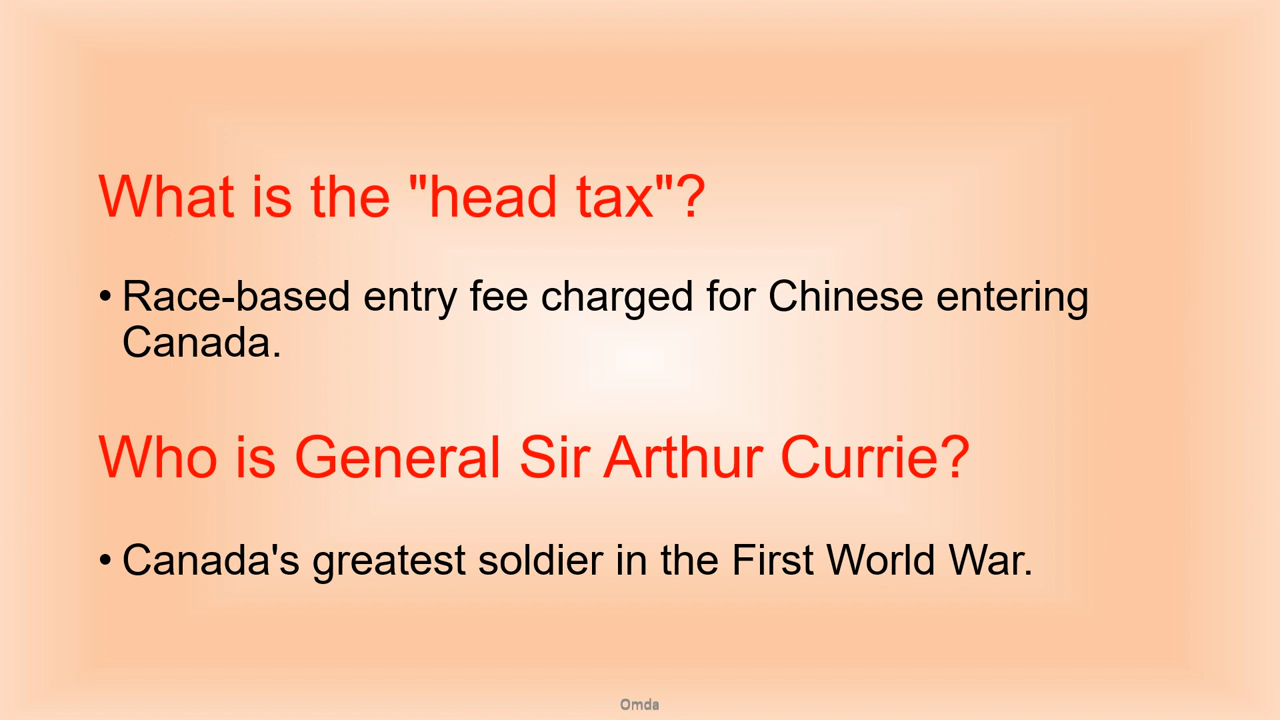 What is the "head tax"?
• Race-based entry fee charged for Chinese entering
Canada.
Who is General Sir Arthur Currie?
• Canada's greatest soldier in the First World War.
Omda